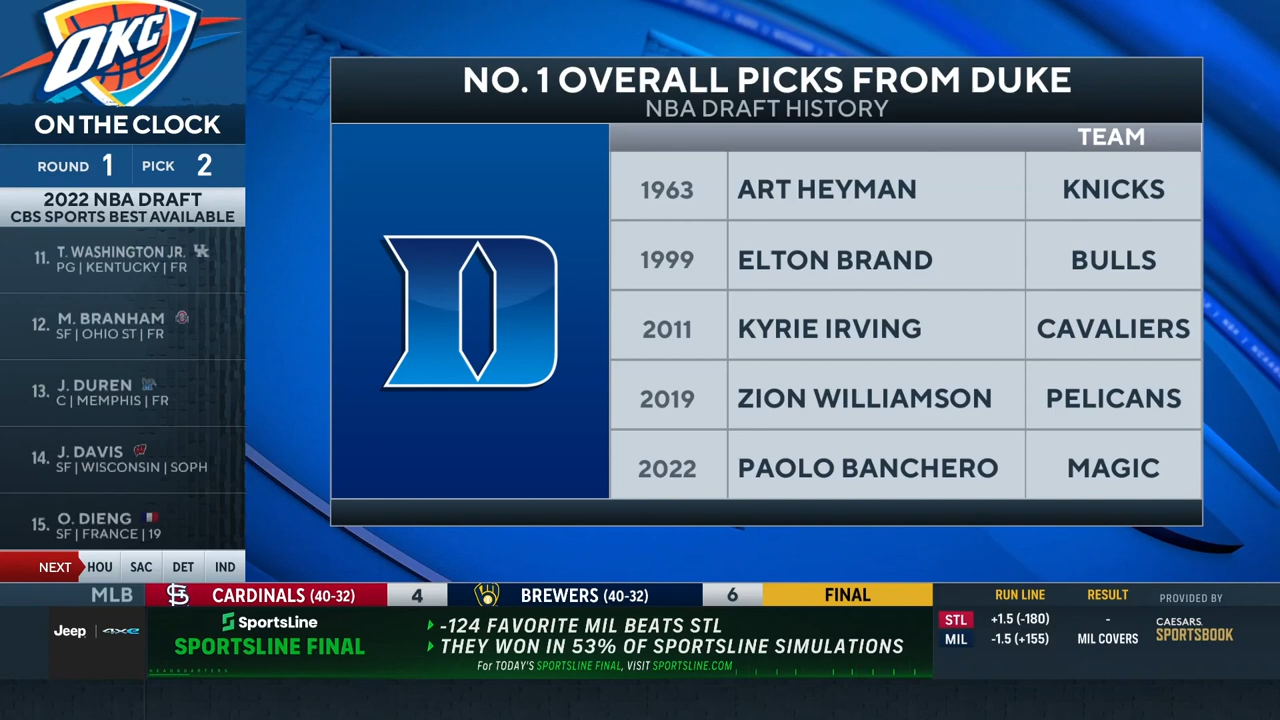 OKC
ON THE CLOCK
ROUND 1 PICK 2
2022 NBA DRAFT
CBS SPORTS BEST AVAILABLE
11. T. WASHINGTON JR.
PG | KENTUCKY | FR
12. M. BRANHAM
SF | OHIO ST | FR
13. J. DUREN
C | MEMPHIS | FR
14. J. DAVIS
SF | WISCONSIN | SOPH
15. O. DIENG
SF | FRANCE | 19
NEXT HOU SAC DET IND
NO. 1 OVERALL PICKS FROM DUKE
NBA DRAFT HISTORY
TEAM
D
1963 ART HEYMAN KNICKS
1999 ELTON BRAND BULLS
2011 KYRIE IRVING CAVALIERS
2019 ZION WILLIAMSON PELICANS
2022 PAOLO BANCHERO MAGIC
MLB CARDINALS (40-32) 4 BREWERS (40-32) 6 FINAL
Jeep | 4xe
SportsLine
SPORTSLINE FINAL
HEADQUARTERS
-124 FAVORITE MIL BEATS STL
THEY WON IN 53% OF SPORTSLINE SIMULATIONS
For TODAY'S SPORTSLINE FINAL, VISIT SPORTSLINE.COM
RUN LINE RESULT PROVIDED BY
STL +1.5 (-180) -
MIL -1.5 (+155) MIL COVERS
CAESARS
SPORTSBOOK